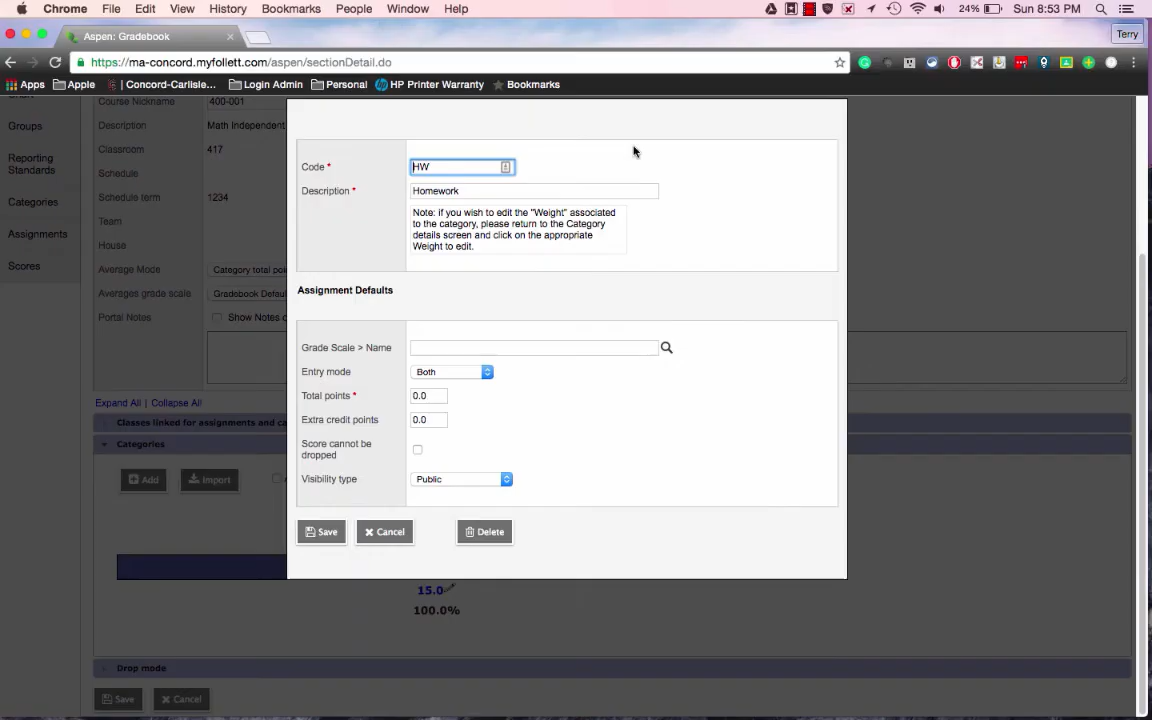 Chrome File Edit View History Bookmarks People Window Help 24% Sun 8:53 PM
Aspen: Gradebook Terry
https://ma-concord.myfollett.com/aspen/sectionDetail.do
Apps Apple Concord-Carlisle... Login Admin Personal HP Printer Warranty Bookmarks
Course Nickname 400-001
Groups
Description Math Independent
Classroom 417
Reporting
Standards
Schedule
Categories
Schedule term 1234
Team
Assignments
House
Scores
Average Mode Category total poi
Averages grade scale Gradebook Defau
Portal Notes Show Notes o
Code *
HW
Description *
Homework
Note: if you wish to edit the "Weight" associated
to the category, please return to the Category
details screen and click on the appropriate
Weight to edit.
Assignment Defaults
Grade Scale > Name
Entry mode Both
Total points * 0.0
Extra credit points 0.0
Score cannot be
dropped
Visibility type Public
Save Cancel Delete
Expand All | Collapse All
Classes linked for assignments and ca
Categories
Add Import
15.0
100.0%
Drop mode
Save Cancel